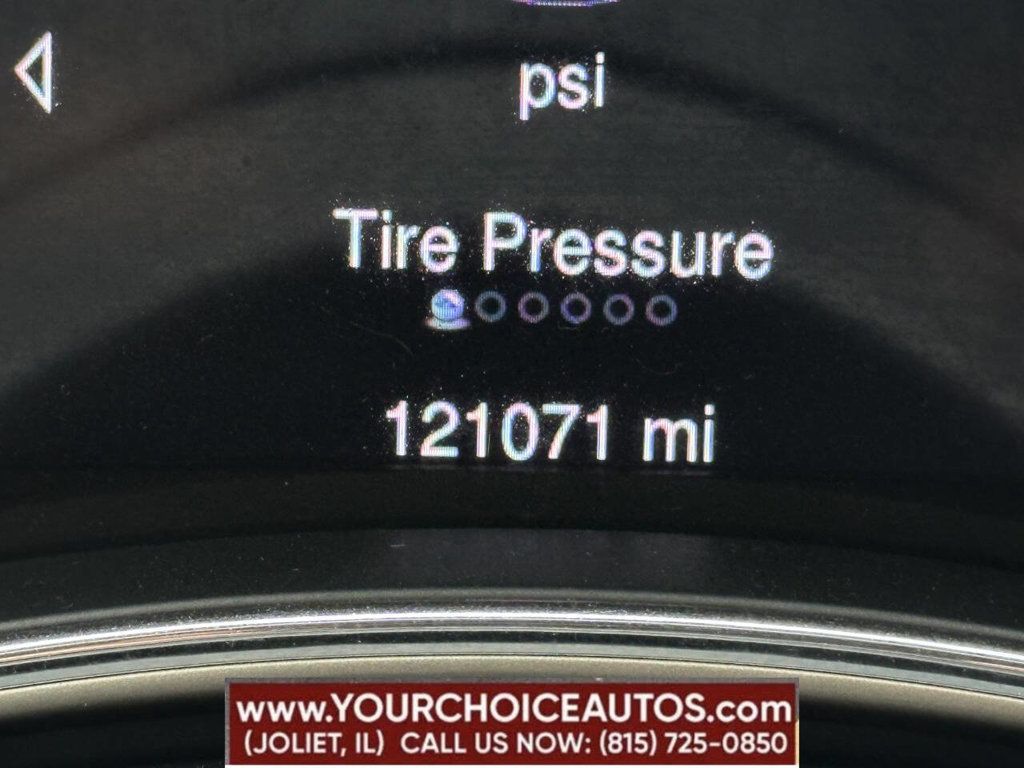 psi
Tire Pressure
121071 mi
www.YOURCHOICEAUTOS.com
(JOLIET, IL) CALL US NOW: (815) 725-0850